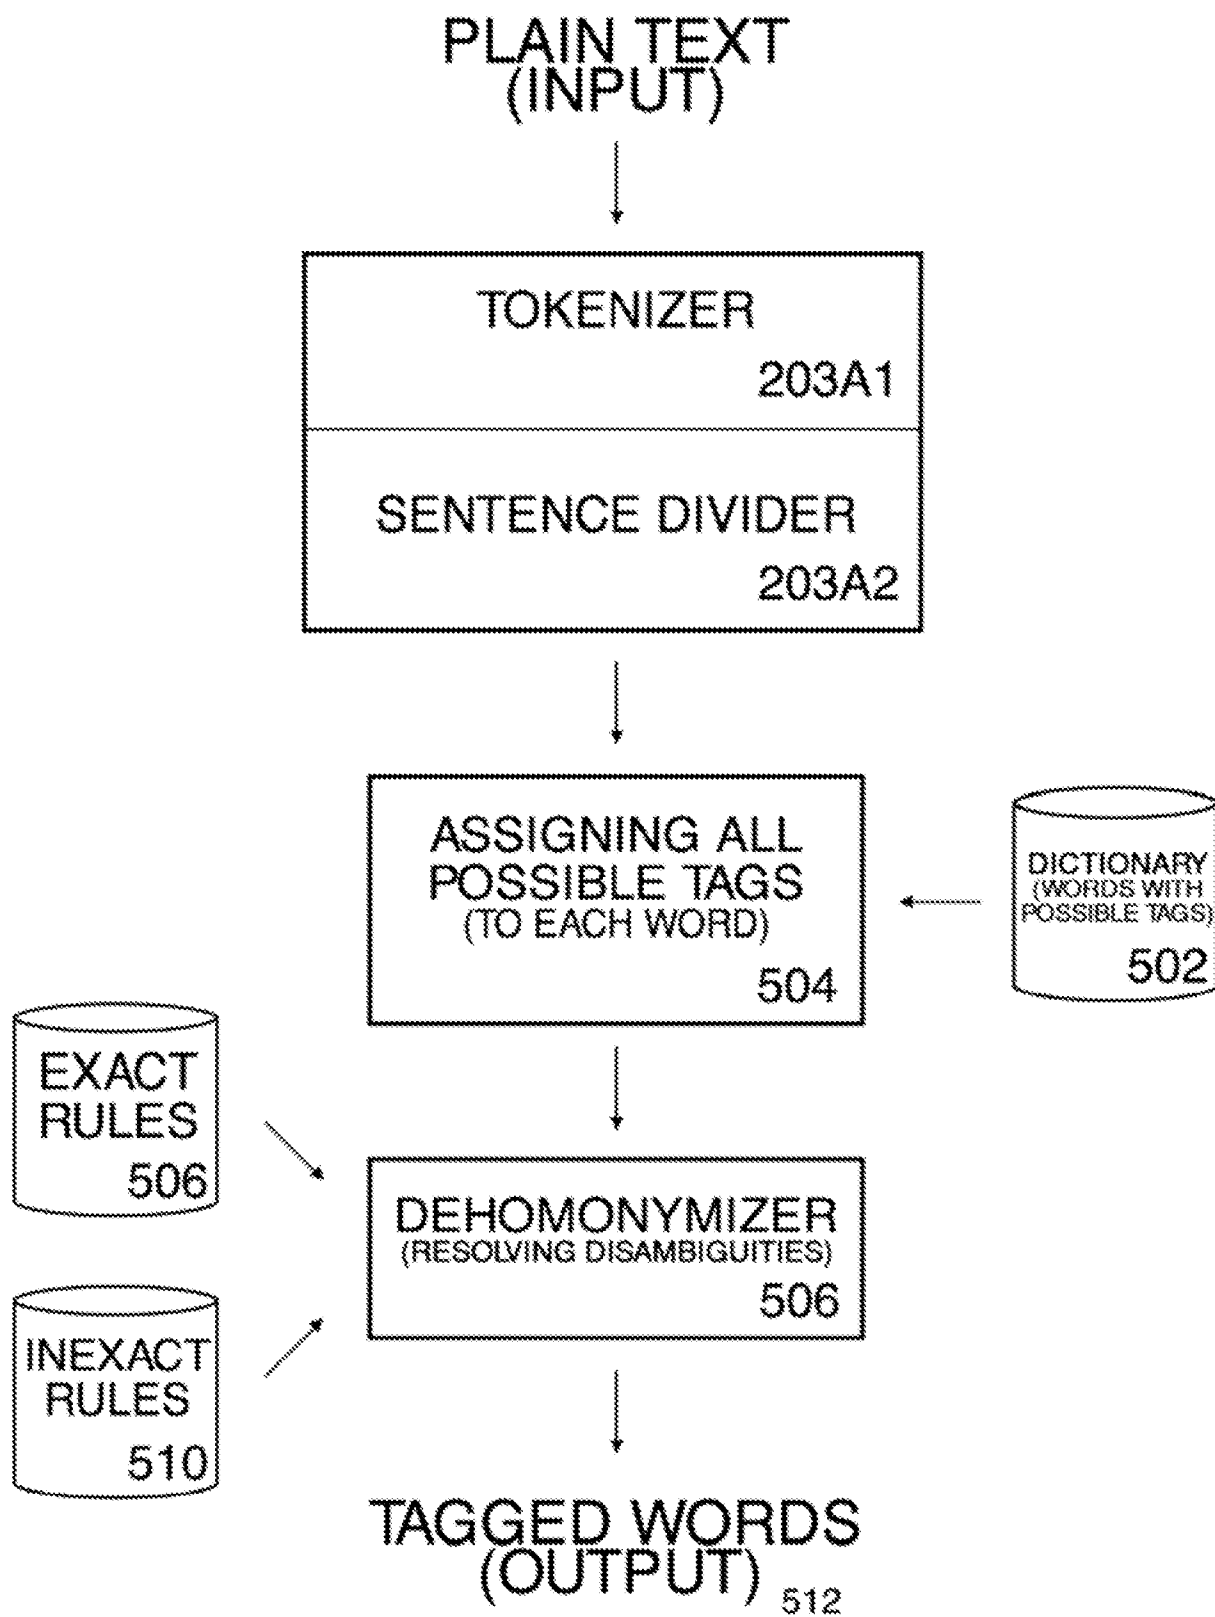 PLAIN TEXT
(INPUT)
TOKENIZER
203A1
SENTENCE DIVIDER
203A2
ASSIGNING ALL
POSSIBLE TAGS
(TO EACH WORD)
504
DICTIONARY
(WORDS WITH
POSSIBLE TAGS)
502
EXACT
RULES
506
DEHOMONYMIZER
(RESOLVING DISAMBIGUITIES)
506
INEXACT
RULES
510
TAGGED WORDS
(OUTPUT)
512